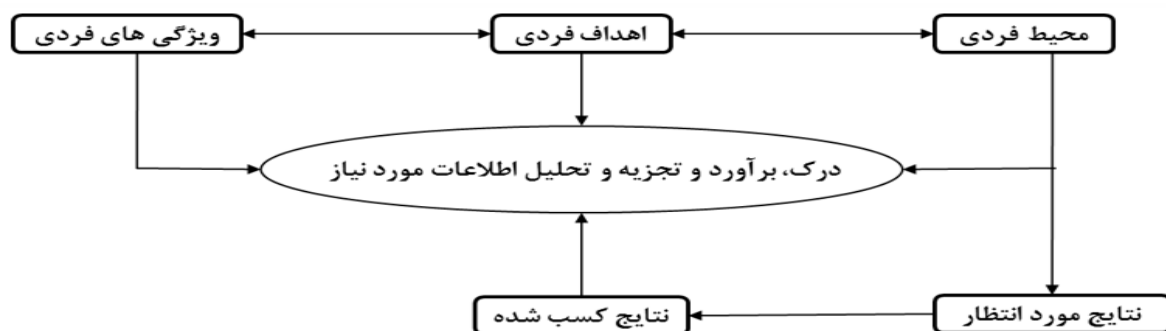 محیط فردی
اهداف فردی
ویژگی های فردی
درک، برآورد و تجزیه و تحلیل اطلاعات مورد نیاز
نتایج مورد انتظار
نتایج کسب شده